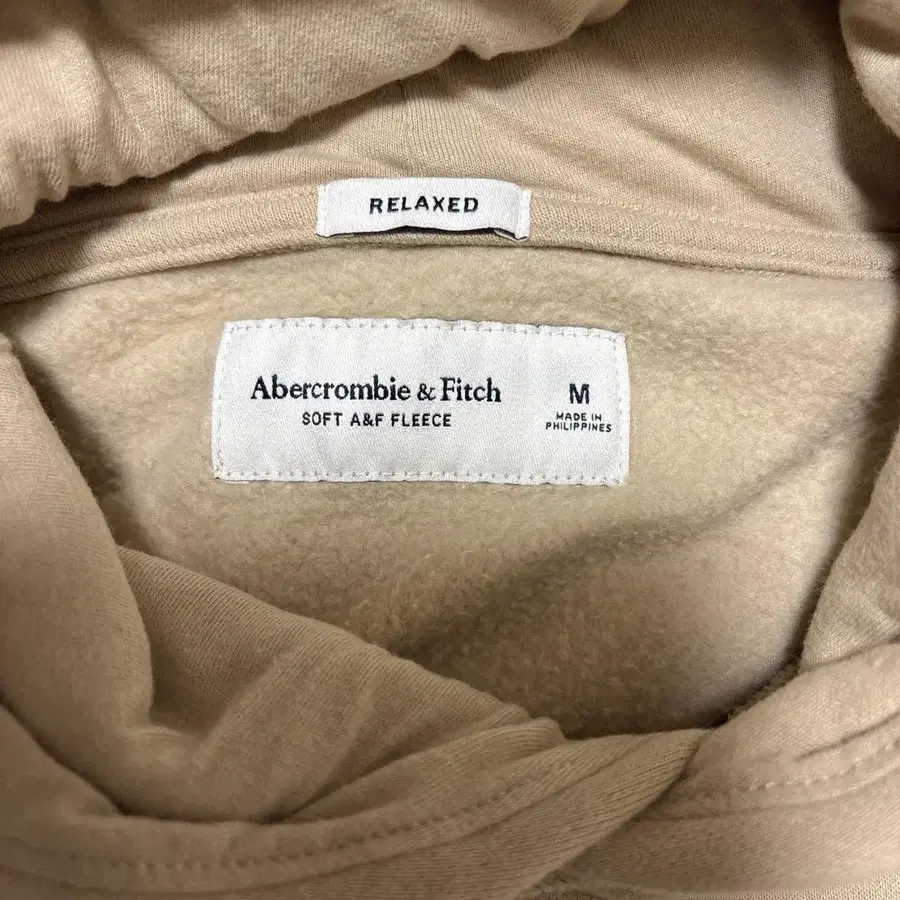 RELAXED
Abercrombie & Fitch
SOFT A&F FLEECE
M
MADE IN
PHILIPPINES